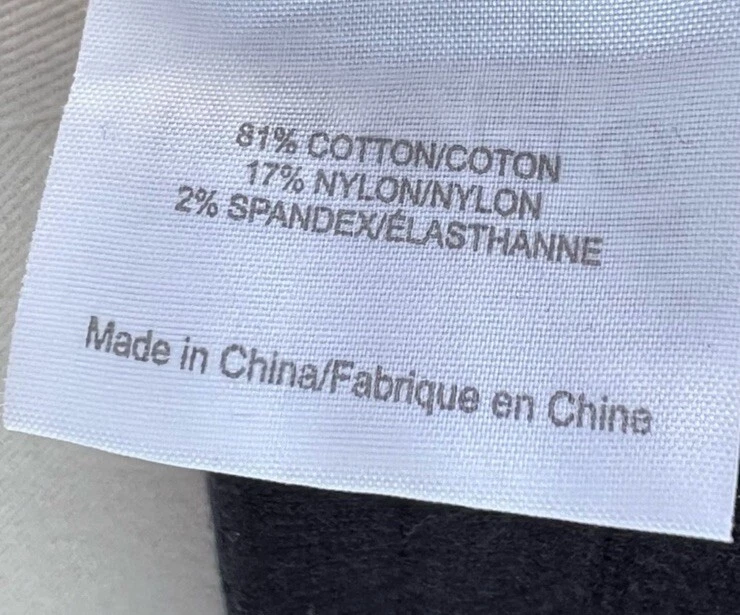 81% COTTON/COTON
17% NYLON/NYLON
2% SPANDEX/ÉLASTHANNE
Made in China/Fabrique en Chine